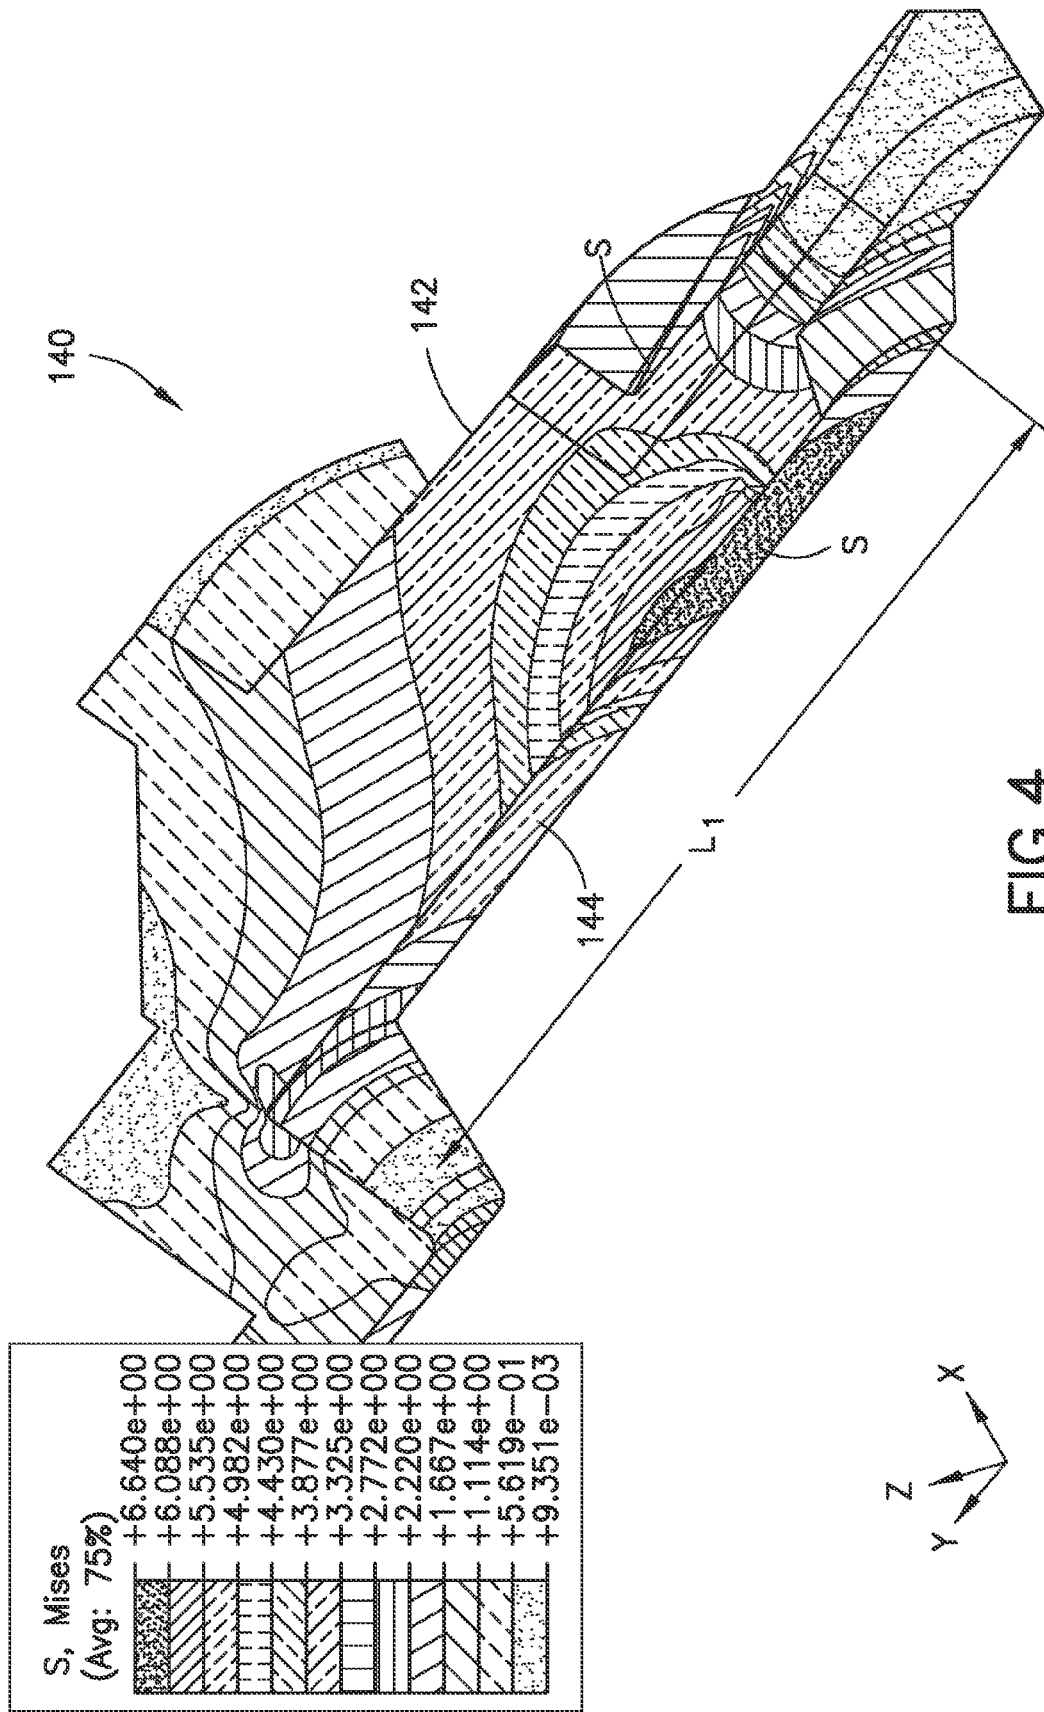 S, Mises
(Avg: 75%)
+6.640e+00
+6.088e+00
+5.535e+00
+4.982e+00
+4.430e+00
+3.877e+00
+3.325e+00
+2.772e+00
+2.220e+00
+1.667e+00
+1.114e+00
+5.619e-01
+9.351e-03
140
142
S
S
144
L1
X
Y
Z
FIG. 4